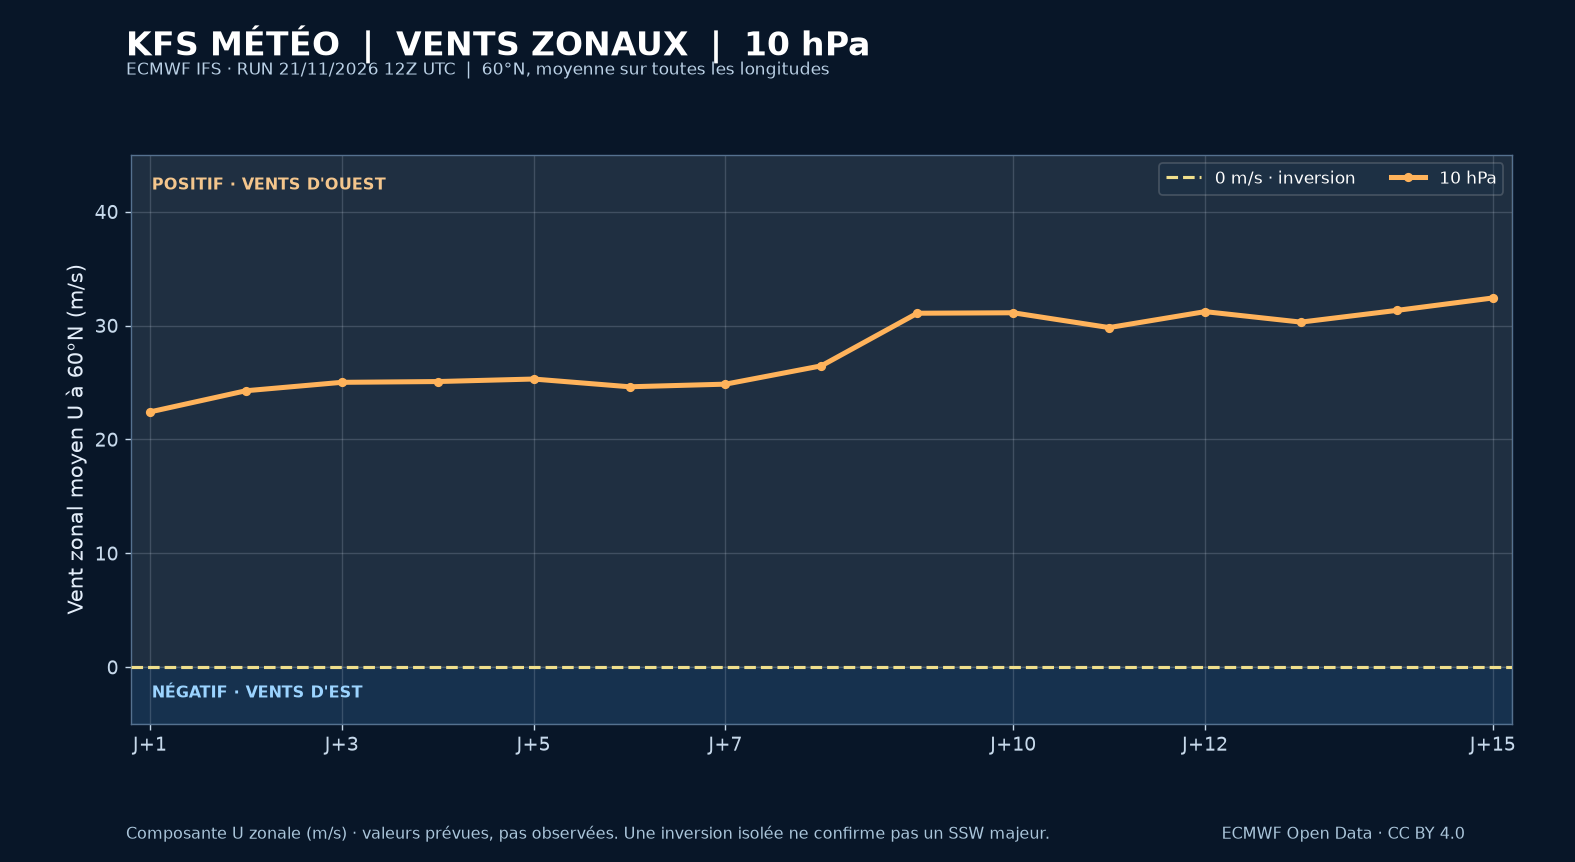 KFS MÉTÉO | VENTS ZONAUX | 10 hPa
ECMWF IFS · RUN 21/11/2026 12Z UTC | 60°N, moyenne sur toutes les longitudes
POSITIF · VENTS D'OUEST
0 m/s · inversion
10 hPa
Vent zonal moyen U à 60°N (m/s)
40
30
20
10
0
NÉGATIF · VENTS D'EST
J+1
J+3
J+5
J+7
J+10
J+12
J+15
Composante U zonale (m/s) · valeurs prévues, pas observées. Une inversion isolée ne confirme pas un SSW majeur.
ECMWF Open Data · CC BY 4.0